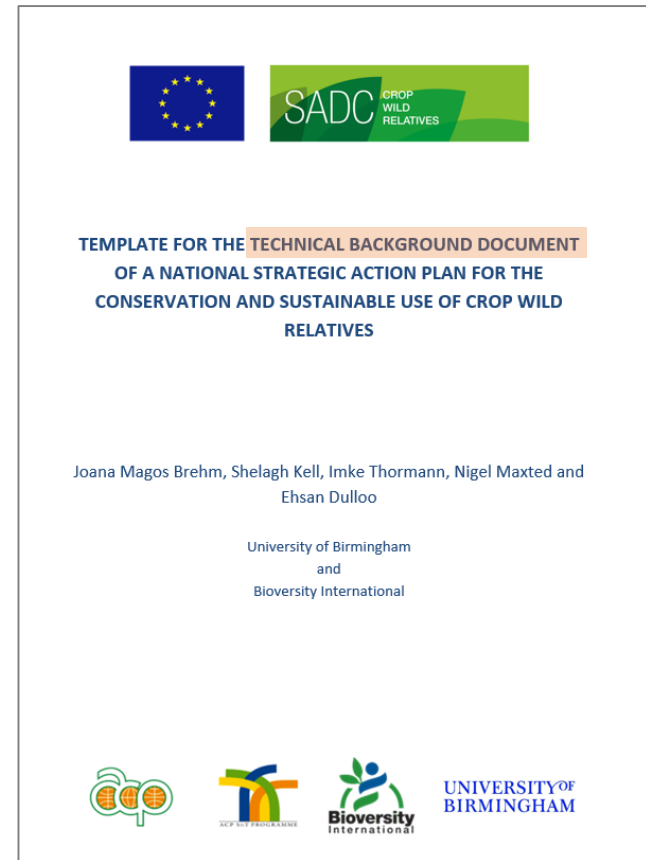 SADC CROP
WILD
RELATIVES
TEMPLATE FOR THE TECHNICAL BACKGROUND DOCUMENT
OF A NATIONAL STRATEGIC ACTION PLAN FOR THE
CONSERVATION AND SUSTAINABLE USE OF CROP WILD
RELATIVES
Joana Magos Brehm, Shelagh Kell, Imke Thormann, Nigel Maxted and
Ehsan Dulloo
University of Birmingham
and
Bioversity International
acp
ACP S&T PROGRAMME
Bioversity
International
UNIVERSITY OF
BIRMINGHAM